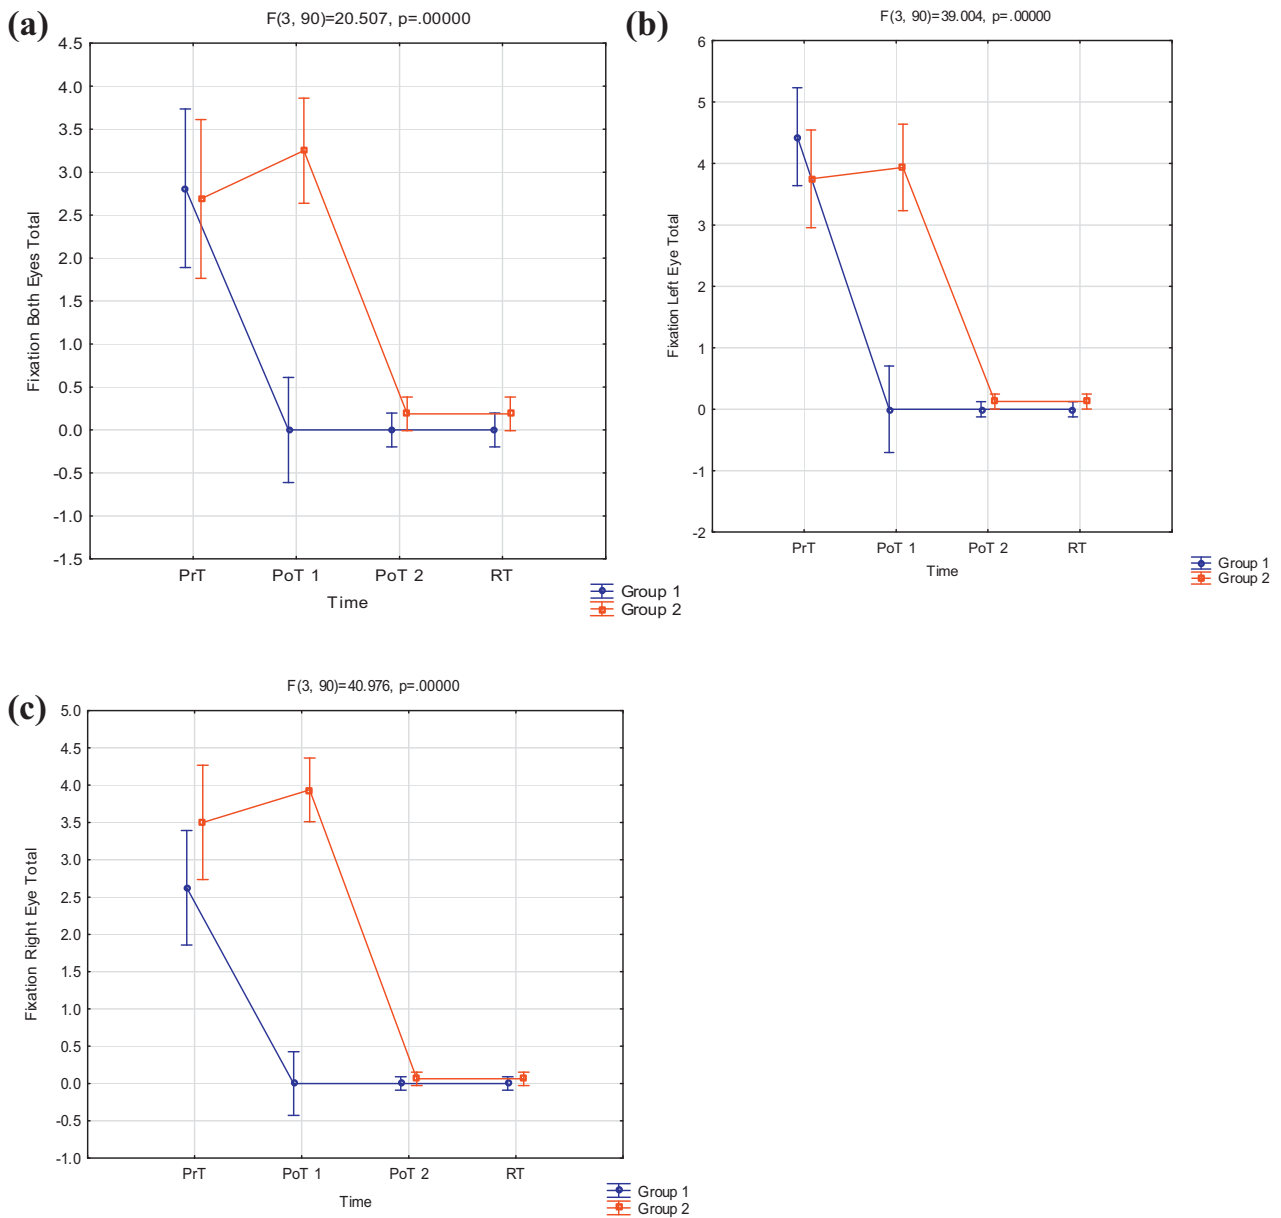 (a)
F(3, 90)=20.507, p=.00000
Fixation Both Eyes Total
4.5
4.0
3.5
3.0
2.5
2.0
1.5
1.0
0.5
0.0
-0.5
-1.0
-1.5
PrT PoT 1 PoT 2 RT
Time
Group 1
Group 2
(b)
F(3, 90)=39.004, p=.00000
Fixation Left Eye Total
6
5
4
3
2
1
0
-1
-2
PrT PoT 1 PoT 2 RT
Time
Group 1
Group 2
(c)
F(3, 90)=40.976, p=.00000
Fixation Right Eye Total
5.0
4.5
4.0
3.5
3.0
2.5
2.0
1.5
1.0
0.5
0.0
-0.5
-1.0
PrT PoT 1 PoT 2 RT
Time
Group 1
Group 2